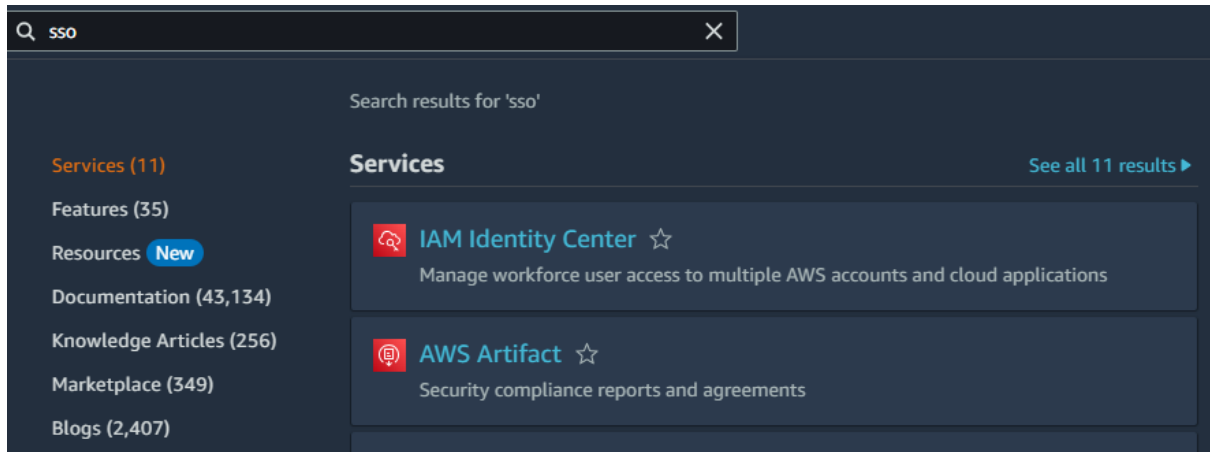 sso
Search results for 'sso'
Services (11)
Features (35)
Resources New
Documentation (43,134)
Knowledge Articles (256)
Marketplace (349)
Blogs (2,407)
Services
See all 11 results
IAM Identity Center
Manage workforce user access to multiple AWS accounts and cloud applications
AWS Artifact
Security compliance reports and agreements